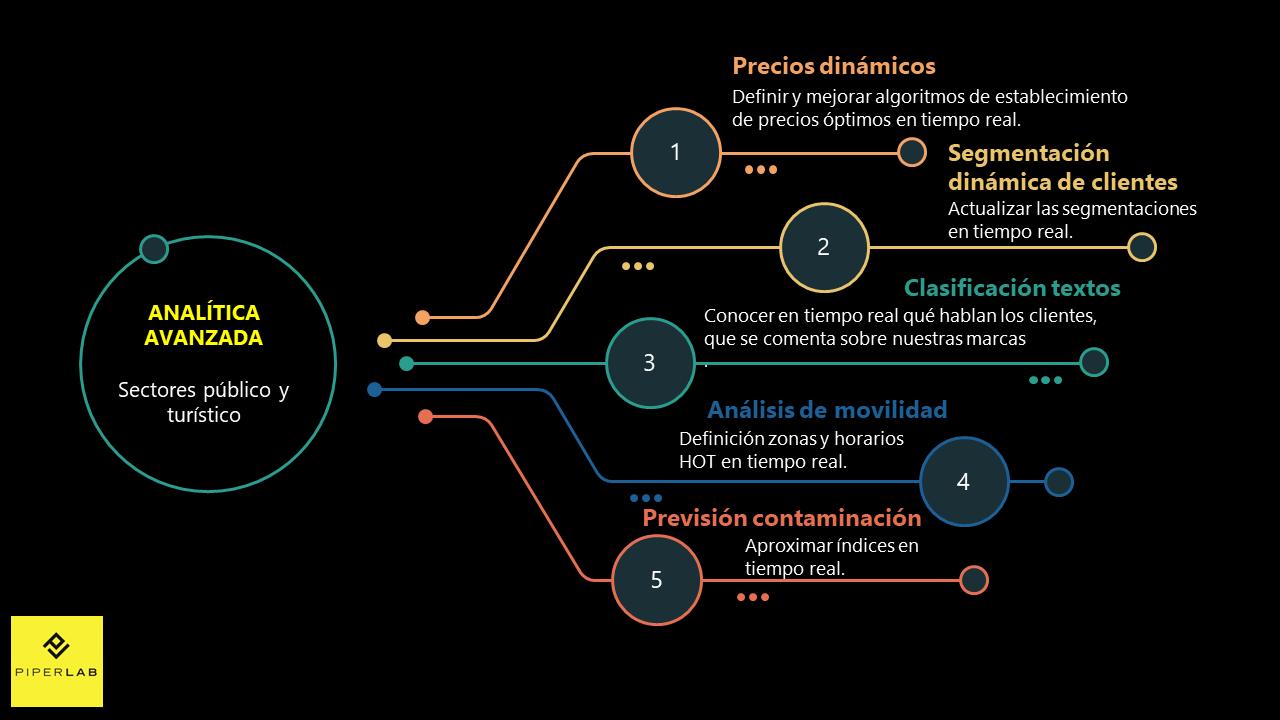 ANALÍTICA
AVANZADA
Sectores público y
turístico
Precios dinámicos
Definir y mejorar algoritmos de establecimiento
de precios óptimos en tiempo real.
1
Segmentación
dinámica de clientes
Actualizar las segmentaciones
en tiempo real.
2
Clasificación textos
Conocer en tiempo real qué hablan los clientes,
que se comenta sobre nuestras marcas
.
3
Análisis de movilidad
Definición zonas y horarios
HOT en tiempo real.
4
Previsión contaminación
Aproximar índices en
tiempo real.
5
PIPERLAB